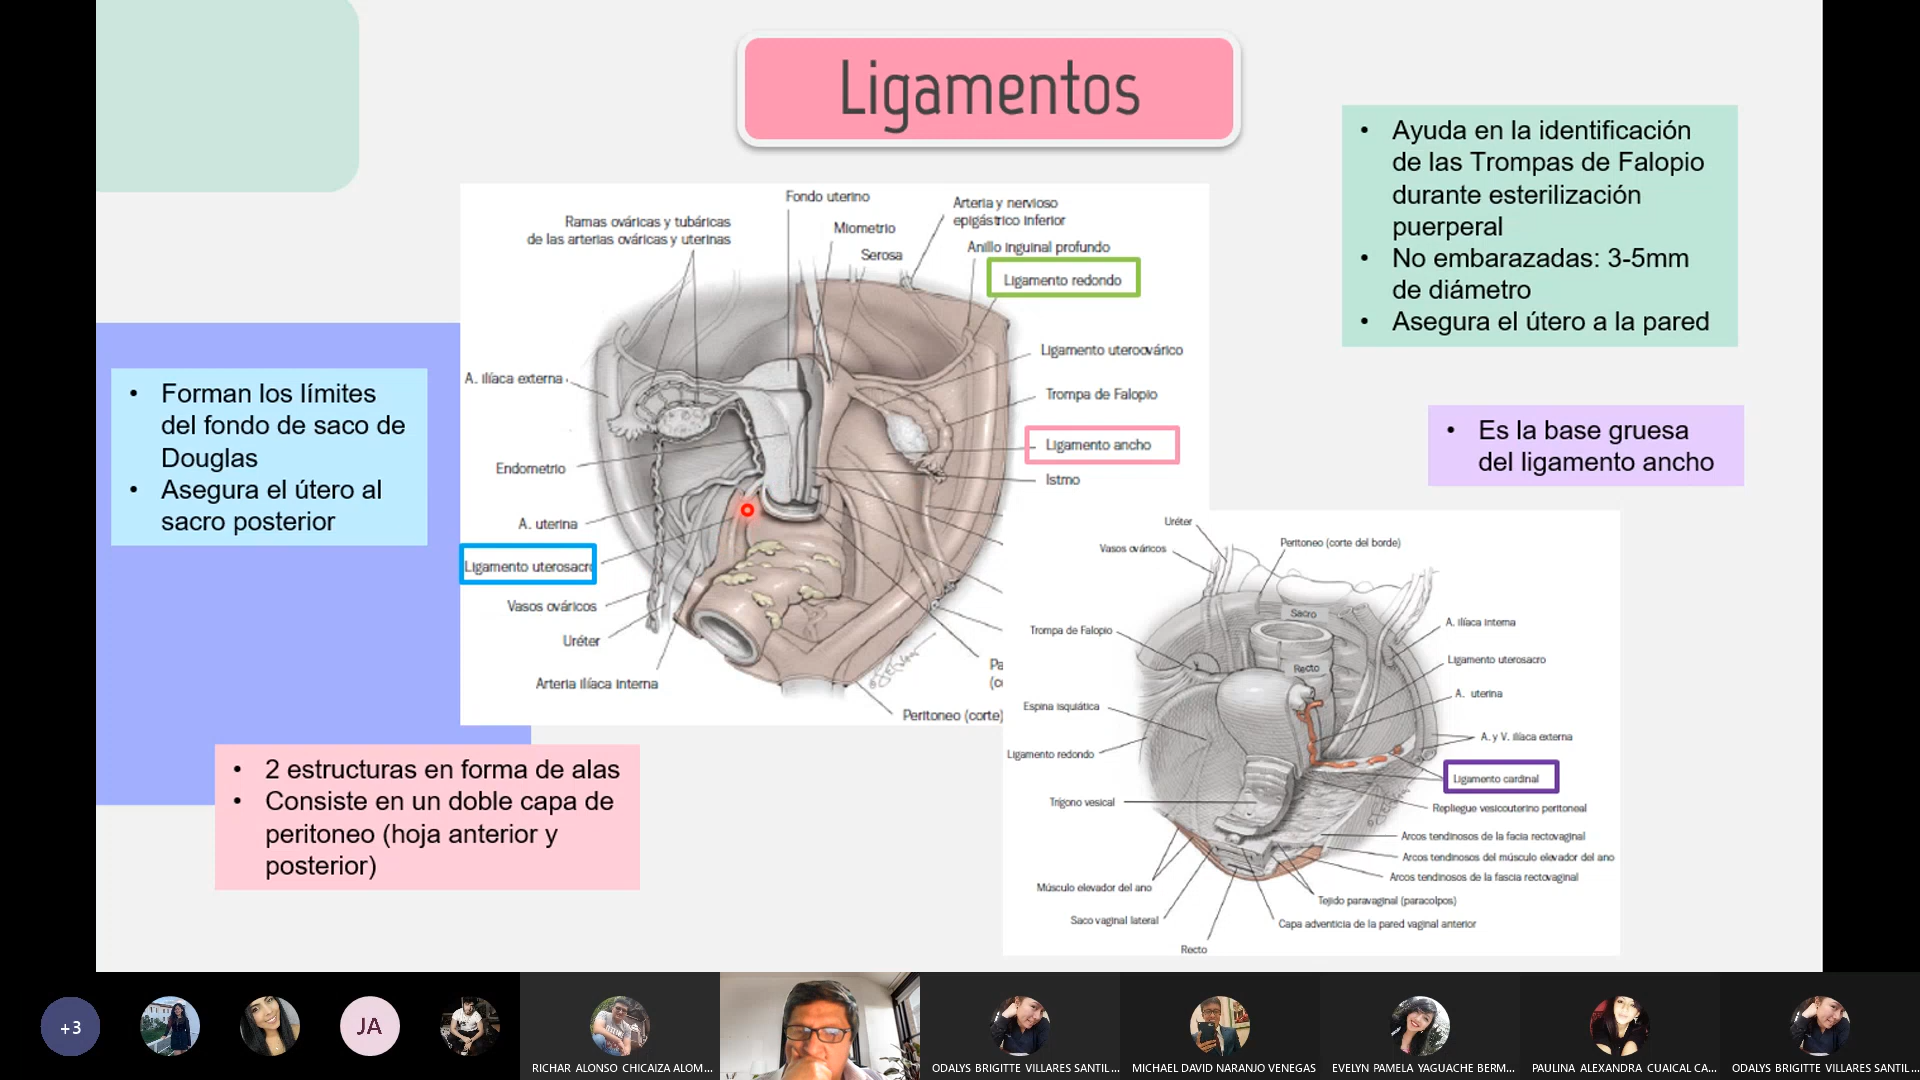 Ligamentos
• Ayuda en la identificación
de las Trompas de Falopio
durante esterilización
puerperal
• No embarazadas: 3-5mm
de diámetro
• Asegura el útero a la pared
• Es la base gruesa
del ligamento ancho
• Forman los límites
del fondo de saco de
Douglas
• Asegura el útero al
sacro posterior
• 2 estructuras en forma de alas
• Consiste en un doble capa de
peritoneo (hoja anterior y
posterior)
Fondo uterino
Ramas ováricas y tubáricas
de las arterias ováricas y uterinas
Miometrio
Serosa
Arteria y nervioso
epigástrico inferior
Anillo inguinal profundo
Ligamento redondo
Ligamento uteroovárico
Trompa de Falopio
Ligamento ancho
Istmo
A. ilíaca externa
Endometrio
A. uterina
Ligamento uterosacr
Vasos ováricos
Uréter
Arteria ilíaca interna
Pa
(c
Peritoneo (corte)
Uréter
Vasos ováricos
Peritoneo (corte del borde)
Sacro
Recto
Trompa de Falopio
A. ilíaca interna
Ligamento uterosacro
A. uterina
Espina isquiática
A. y V. ilíaca externa
Ligamento redondo
Ligamento cardinal
Trígono vesical
Repliegue vesicouterino peritoneal
Arcos tendinosos de la facia rectovaginal
Arcos tendinosos del músculo elevador del ano
Arcos tendinosos de la fascia rectovaginal
Músculo elevador del ano
Tejido paravaginal (paracolpos)
Saco vaginal lateral
Capa adventicia de la pared vaginal anterior
Recto
+3
JA
RICHAR ALONSO CHICAIZA ALOM...
ODALYS BRIGITTE VILLARES SANTIL...
MICHAEL DAVID NARANJO VENEGAS
EVELYN PAMELA YAGUACHE BERM...
PAULINA ALEXANDRA CUAICAL CA...
ODALYS BRIGITTE VILLARES SANTIL...